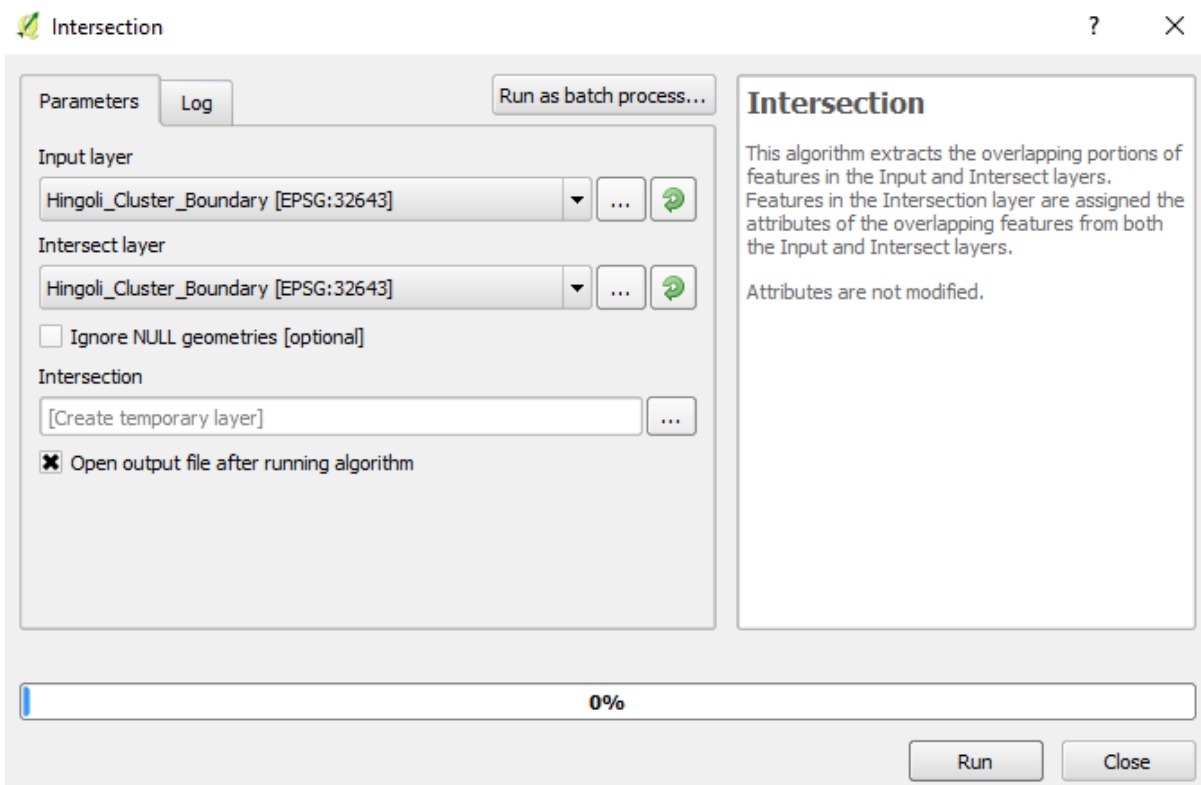 Intersection
?
Parameters
Log
Run as batch process...
Input layer
Hingoli_Cluster_Boundary [EPSG:32643]
...
Intersect layer
Hingoli_Cluster_Boundary [EPSG:32643]
...
Ignore NULL geometries [optional]
Intersection
[Create temporary layer]
...
Open output file after running algorithm
Intersection
This algorithm extracts the overlapping portions of
features in the Input and Intersect layers.
Features in the Intersection layer are assigned the
attributes of the overlapping features from both
the Input and Intersect layers.
Attributes are not modified.
0%
Run
Close